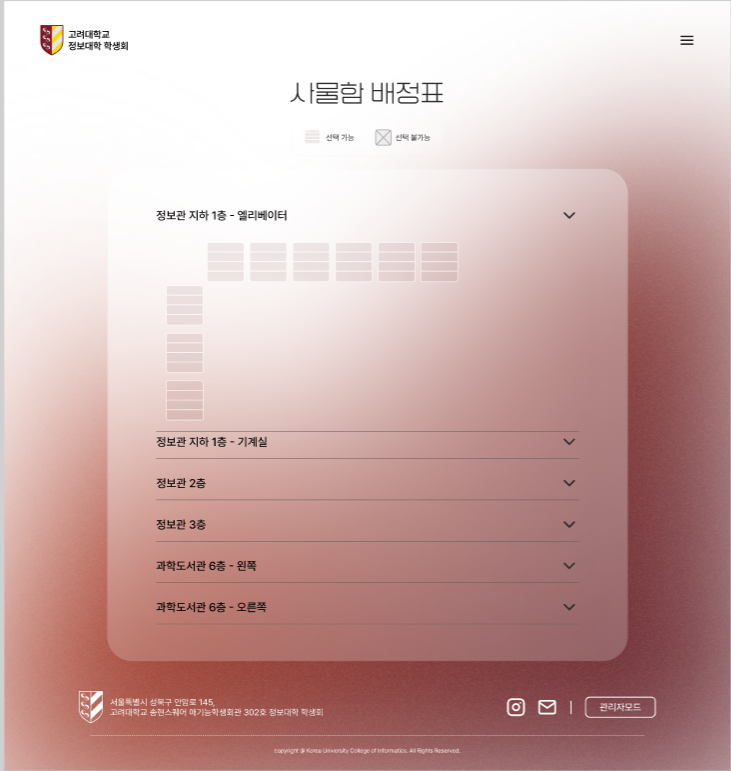 고려대학교
정보대학 학생회
사물함 배정표
선택 가능
선택 불가능
정보관 지하 1층 - 엘리베이터
정보관 지하 1층 - 기계실
정보관 2층
정보관 3층
과학도서관 6층 - 왼쪽
과학도서관 6층 - 오른쪽
서울특별시 성북구 안암로 145,
고려대학교 송현스퀘어 애기능학생회관 302호 정보대학 학생회
관리자모드
copyright @ Korea University College of Informatics. All Rights Reserved.